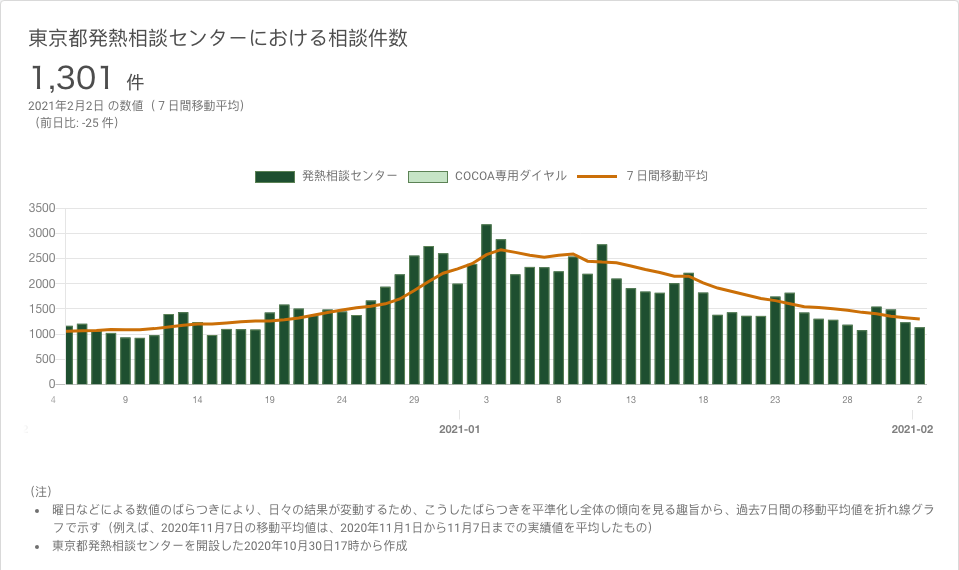 東京都発熱相談センターにおける相談件数
1,301 件
2021年2月2日 の数値（７日間移動平均）
（前日比: -25 件）
発熱相談センター COCOA専用ダイヤル ７日間移動平均
3500
3000
2500
2000
1500
1000
500
0
4 9 14 19 24 29 3 8 13 18 23 28 2
2021-01 2021-02
（注）
• 曜日などによる数値のばらつきにより、日々の結果が変動するため、こうしたばらつきを平準化し全体の傾向を見る趣旨から、過去7日間の移動平均値を折れ線グラ
フで示す（例えば、2020年11月7日の移動平均値は、2020年11月1日から11月7日までの実績値を平均したもの）
• 東京都発熱相談センターを開設した2020年10月30日17時から作成